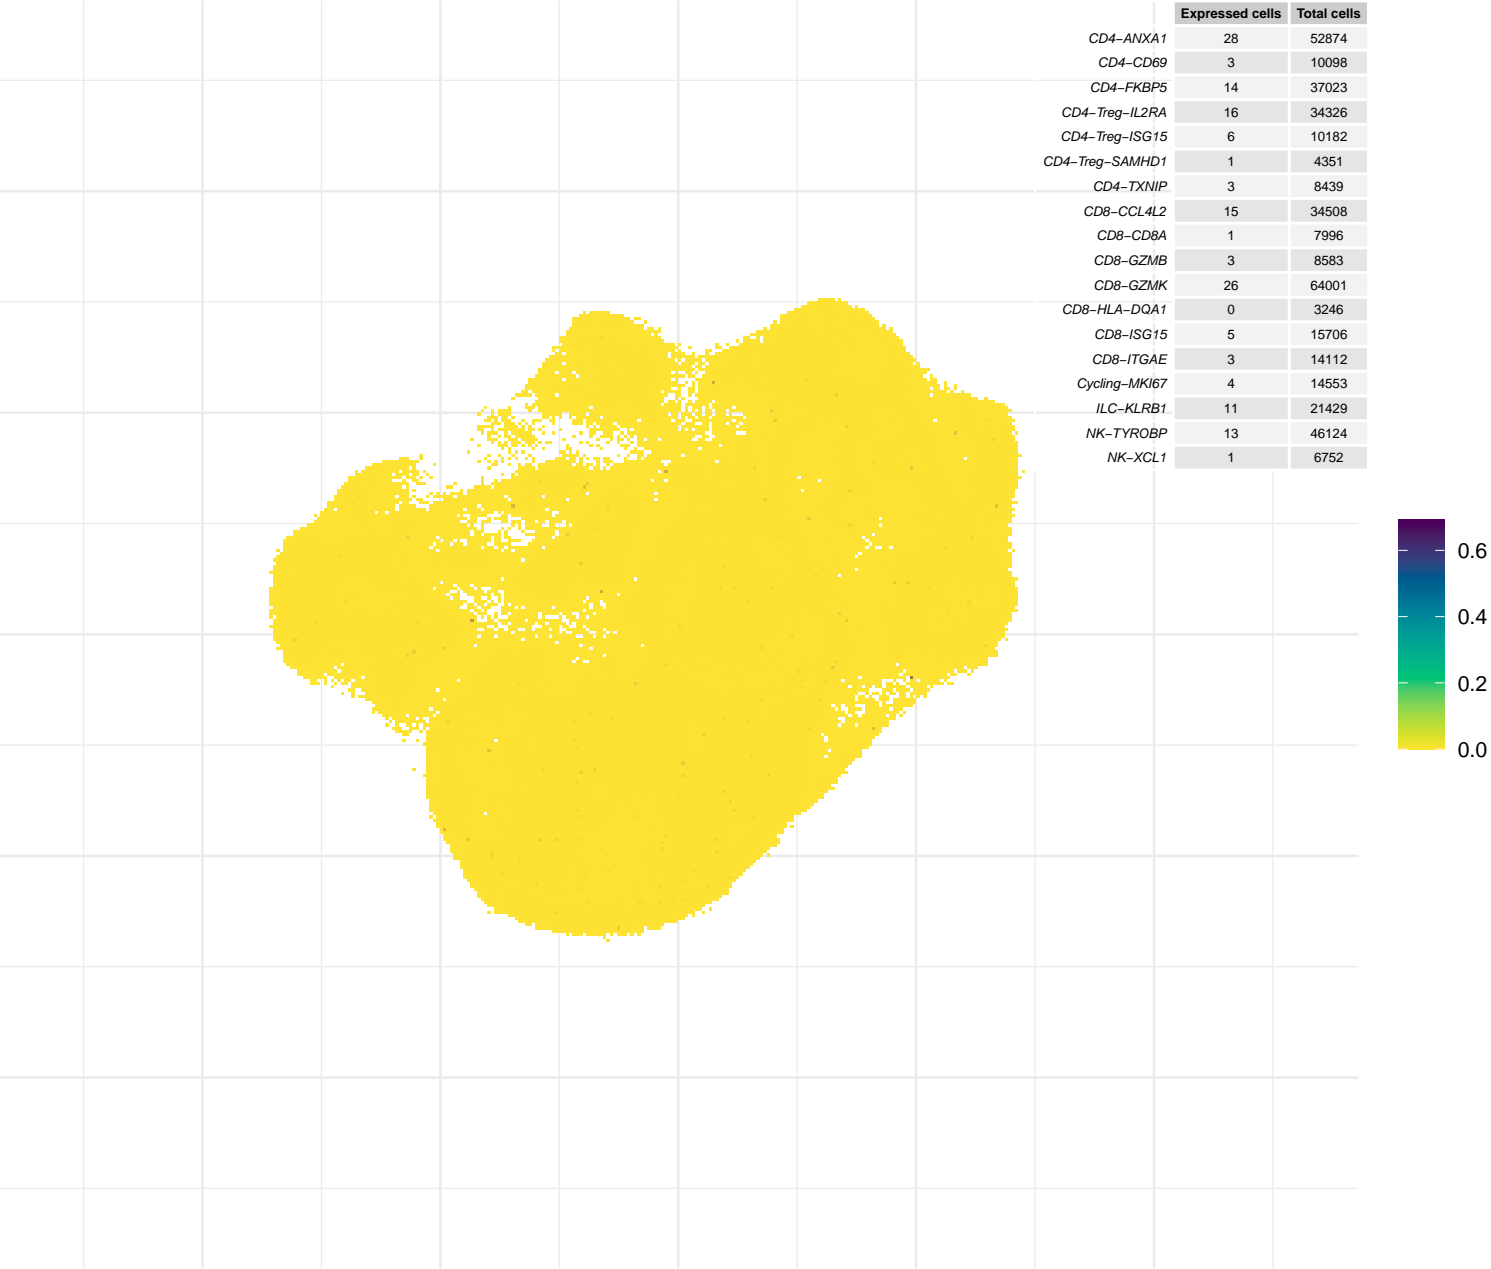 Expressed cells Total cells
CD4−ANXA1 28 52874
CD4−CD69 3 10098
CD4−FKBP5 14 37023
CD4−Treg−IL2RA 16 34326
CD4−Treg−ISG15 6 10182
CD4−Treg−SAMHD1 1 4351
CD4−TXNIP 3 8439
CD8−CCL4L2 15 34508
CD8−CD8A 1 7996
CD8−GZMB 3 8583
CD8−GZMK 26 64001
CD8−HLA−DQA1 0 3246
CD8−ISG15 5 15706
CD8−ITGAE 3 14112
Cycling−MKI67 4 14553
ILC−KLRB1 11 21429
NK−TYROBP 13 46124
NK−XCL1 1 6752
0.6
0.4
0.2
0.0